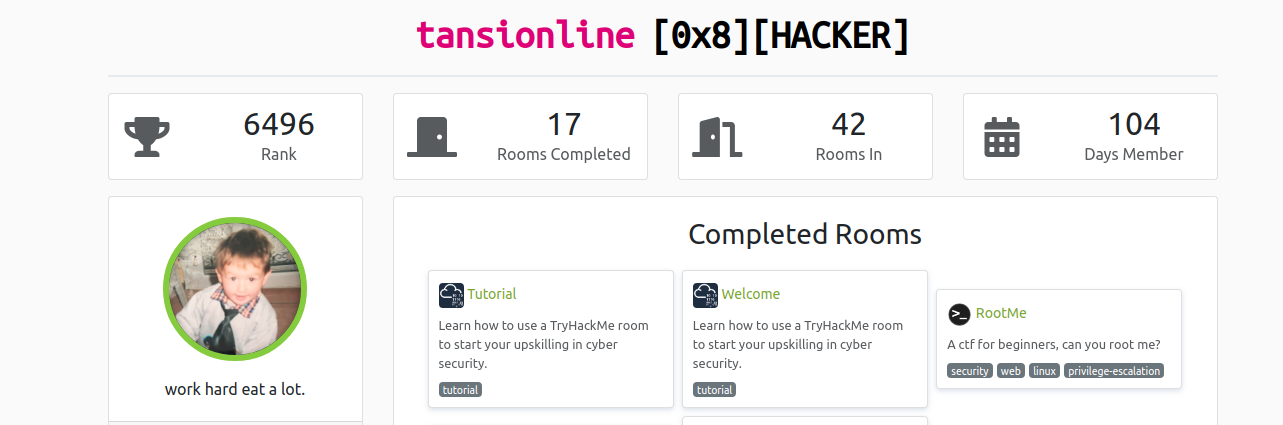 tansionline [0x8][HACKER]
6496
Rank
17
Rooms Completed
42
Rooms In
104
Days Member
work hard eat a lot.
Completed Rooms
Tutorial
Learn how to use a TryHackMe room
to start your upskilling in cyber
security.
tutorial
Welcome
Learn how to use a TryHackMe room
to start your upskilling in cyber
security.
tutorial
>_ RootMe
A ctf for beginners, can you root me?
security web linux privilege-escalation